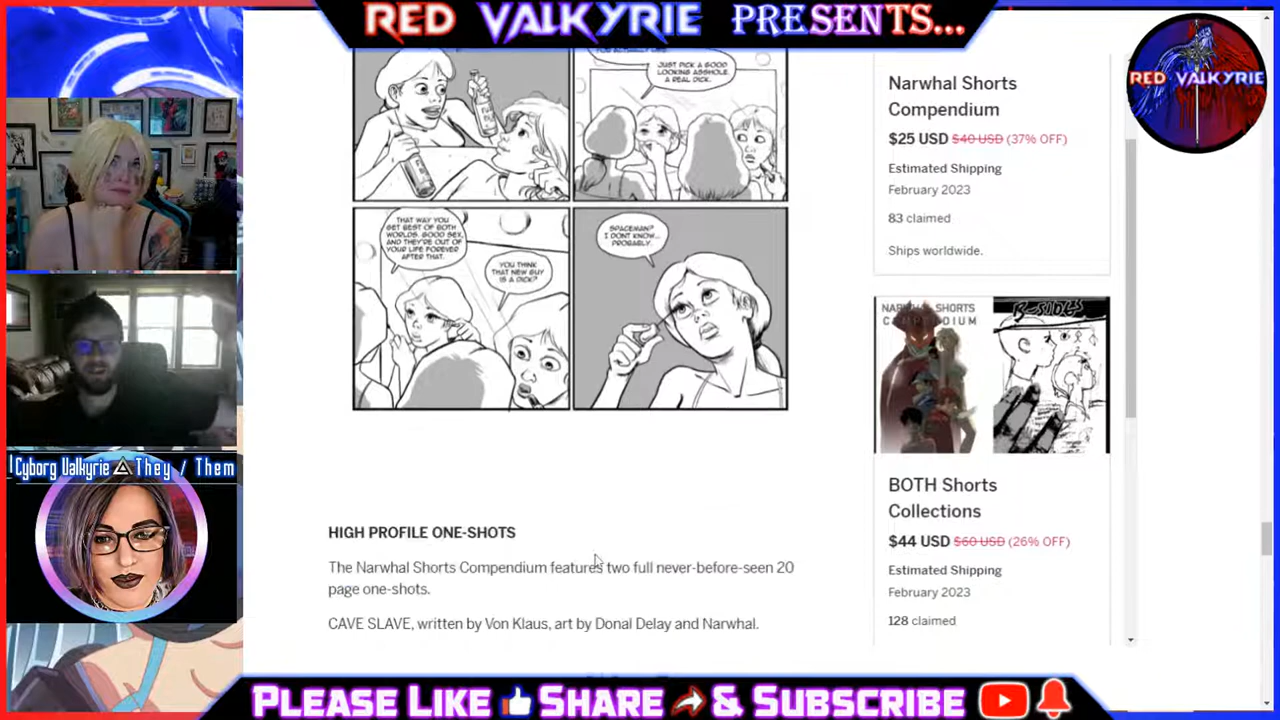 RED VALKYRIE PRESENTS...
RED VALKYRIE
JUST PICK A GOOD
LOOKING ASSHOLE.
A REAL DICK.
THAT WAY YOU
GET BEST OF BOTH
WORLDS. GOOD SEX,
AND THEY'RE OUT OF
YOUR LIFE FOREVER
AFTER THAT.
YOU THINK
THAT NEW GUY
IS A DICK?
SPACEMAN?
I DONT KNOW...
PROBABLY.
HIGH PROFILE ONE-SHOTS
The Narwhal Shorts Compendium features two full never-before-seen 20
page one-shots.
CAVE SLAVE, written by Von Klaus, art by Donal Delay and Narwhal.
Narwhal Shorts
Compendium
$25 USD $40 USD (37% OFF)
Estimated Shipping
February 2023
83 claimed
Ships worldwide.
NARWHAL SHORTS
COMPENDIUM
B-SIDES
BOTH Shorts
Collections
$44 USD $60 USD (26% OFF)
Estimated Shipping
February 2023
128 claimed
Cyborg Valkyrie They / Them
PLEASE LIKE SHARE & SUBSCRIBE